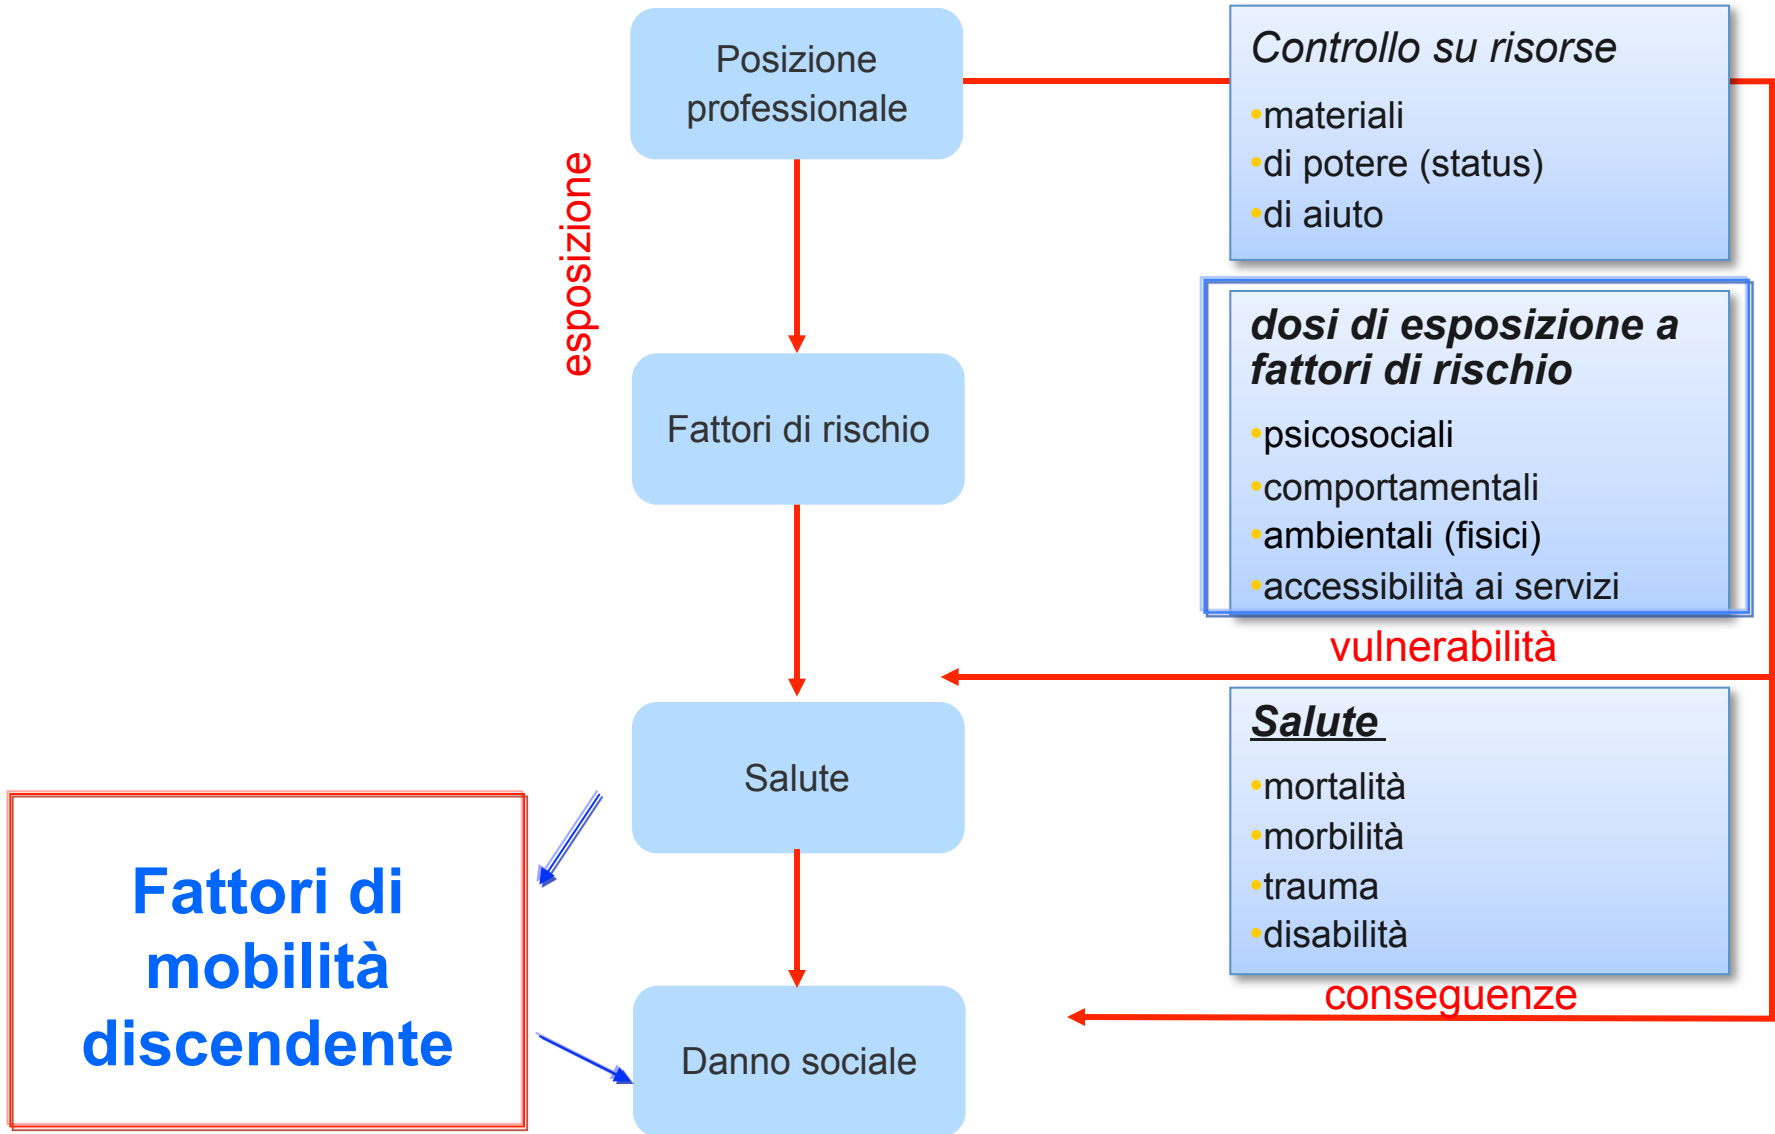 Posizione
professionale
esposizione
Fattori di rischio
Salute
Danno sociale
Fattori di
mobilità
discendente
Controllo su risorse
•materiali
•di potere (status)
•di aiuto
dosi di esposizione a
fattori di rischio
•psicosociali
•comportamentali
•ambientali (fisici)
•accessibilità ai servizi
vulnerabilità
Salute
•mortalità
•morbilità
•trauma
•disabilità
conseguenze